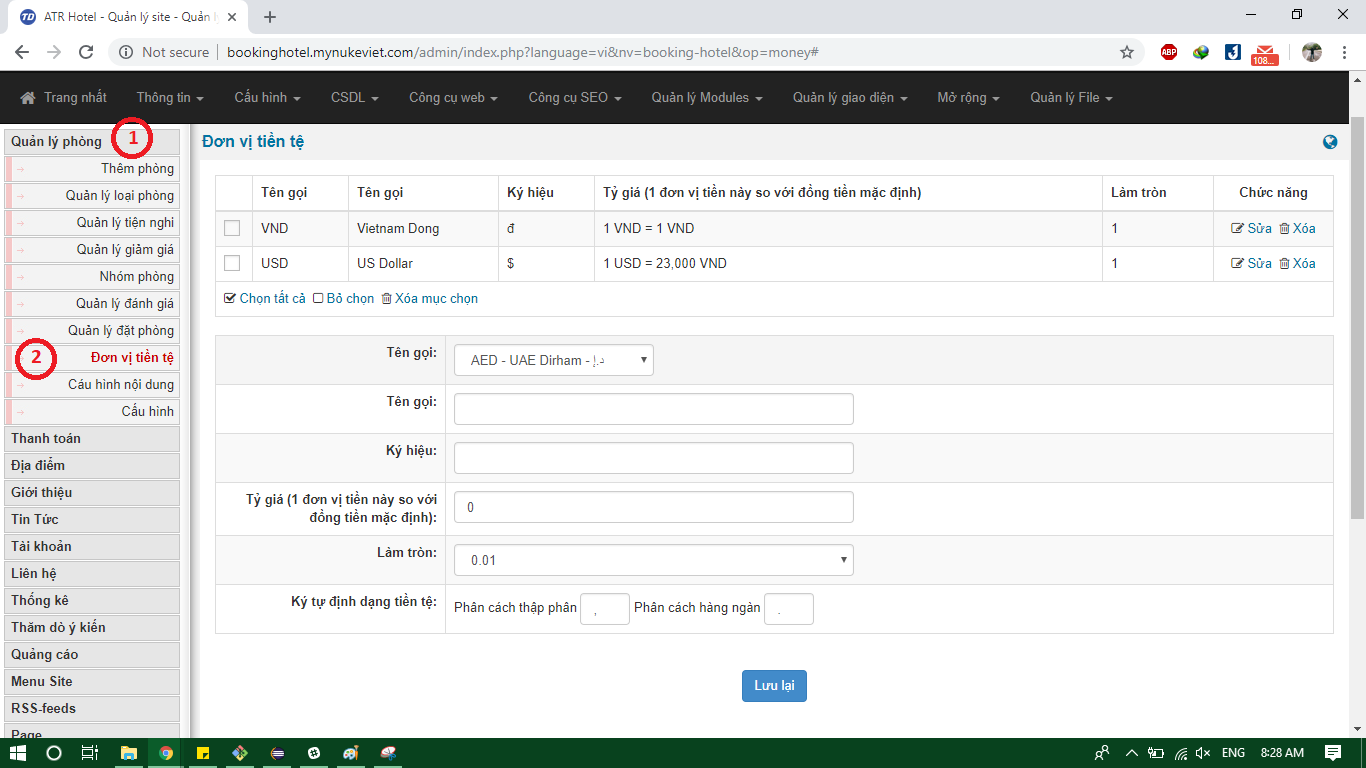 ATR Hotel - Quản lý site - Quản l
Not secure
bookinghotel.mynukeviet.com/admin/index.php?language=vi&nv=booking-hotel&op=money#
ABP
108...
Trang nhất Thông tin Cấu hình CSDL Công cụ web Công cụ SEO Quản lý Modules Quản lý giao diện Mở rộng Quản lý File
Quản lý phòng
1
Thêm phòng
Quản lý loại phòng
Quản lý tiện nghi
Quản lý giảm giá
Nhóm phòng
Quản lý đánh giá
Quản lý đặt phòng
2
Đơn vị tiền tệ
Cáu hình nội dung
Cấu hình
Thanh toán
Địa điểm
Giới thiệu
Tin Tức
Tài khoản
Liên hệ
Thống kê
Thăm dò ý kiến
Quảng cáo
Menu Site
RSS-feeds
Page
Đơn vị tiền tệ
Tên gọi Tên gọi Ký hiệu Tỷ giá (1 đơn vị tiền này so với đồng tiền mặc định) Làm tròn Chức năng
VND Vietnam Dong đ 1 VND = 1 VND 1 Sửa Xóa
USD US Dollar $ 1 USD = 23,000 VND 1 Sửa Xóa
Chọn tất cả Bỏ chọn Xóa mục chọn
Tên gọi: AED - UAE Dirham - د.إ
Tên gọi:
Ký hiệu:
Tỷ giá (1 đơn vị tiền này so với
đồng tiền mặc định): 0
Làm tròn: 0.01
Ký tự định dạng tiền tệ: Phân cách thập phân , Phân cách hàng ngàn .
Lưu lại
ENG 8:28 AM